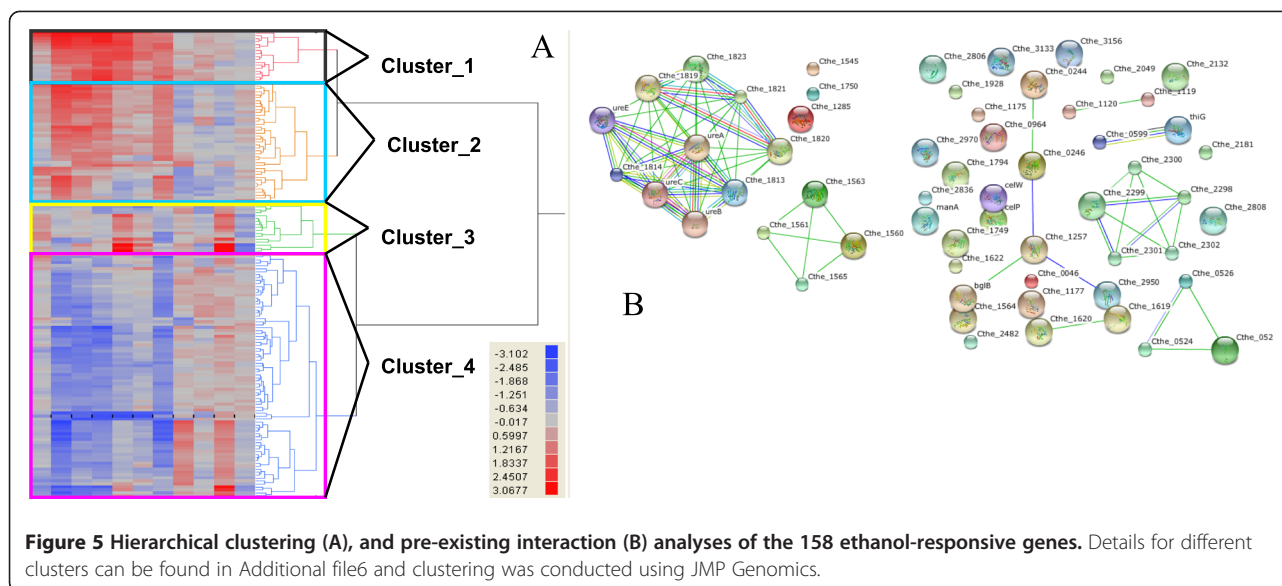 A
Cluster_1
Cluster_2
Cluster_3
Cluster_4
-3.102
-2.485
-1.868
-1.251
-0.634
-0.017
0.5997
1.2167
1.8337
2.4507
3.0677
B
Cthe_1823
Cthe_1819
Cthe_1821
ureE
ureA
Cthe_1820
Cthe_1814
ureC
Cthe_1813
ureB
Cthe_1545
Cthe_1750
Cthe_1285
Cthe_1563
Cthe_1561
Cthe_1560
Cthe_1565
Cthe_3156
Cthe_3133
Cthe_2806
Cthe_0244
Cthe_2049
Cthe_2132
Cthe_1928
Cthe_1175
Cthe_1120
Cthe_1119
Cthe_0964
Cthe_0599
thiG
Cthe_2970
Cthe_0246
Cthe_2181
Cthe_1794
Cthe_2300
Cthe_2836
celW
Cthe_2299
Cthe_2298
manA
celP
Cthe_2808
Cthe_1749
Cthe_1257
Cthe_2301
Cthe_2302
Cthe_1622
Cthe_0046
Cthe_0526
bglB
Cthe_1177
Cthe_2950
Cthe_1564
Cthe_1619
Cthe_1620
Cthe_2482
Cthe_0524
Cthe_052
Figure 5 Hierarchical clustering (A), and pre-existing interaction (B) analyses of the 158 ethanol-responsive genes. Details for different
clusters can be found in Additional file6 and clustering was conducted using JMP Genomics.